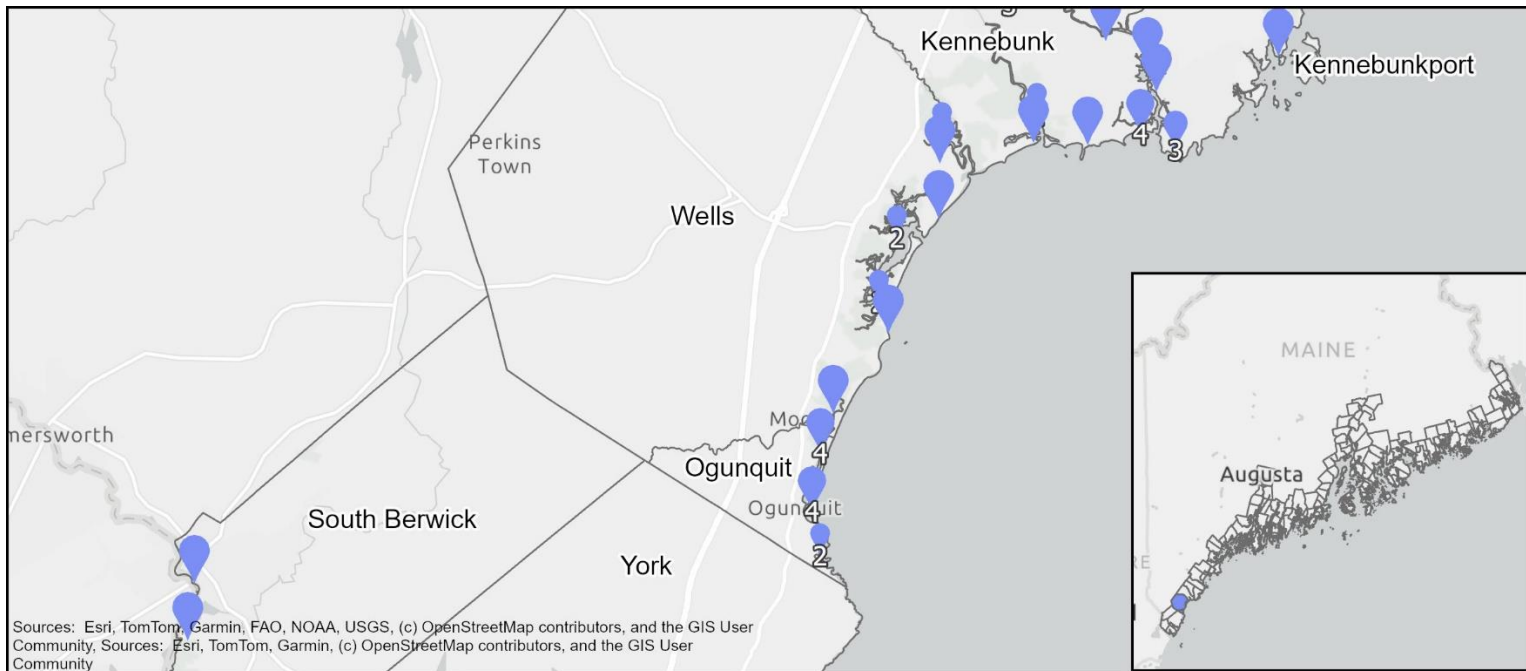 Kennebunk
Kennebunkport
4
3
Perkins
Town
Wells
2
4
Ogunquit
4
Ogunquit
2
South Berwick
York
MAINE
Augusta
Sources: Esri, TomTom, Garmin, FAO, NOAA, USGS, (c) OpenStreetMap contributors, and the GIS User
Community, Sources: Esri, TomTom, Garmin, (c) OpenStreetMap contributors, and the GIS User
Community